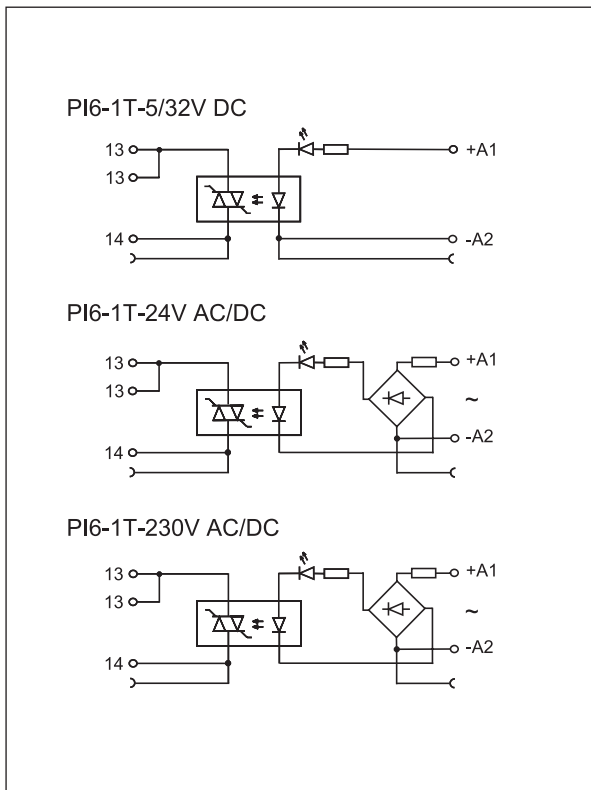 PI6-1T-5/32V DC
13
+A1
13
14
-A2
PI6-1T-24V AC/DC
13
+A1
13
~
14
-A2
PI6-1T-230V AC/DC
13
+A1
13
~
14
-A2